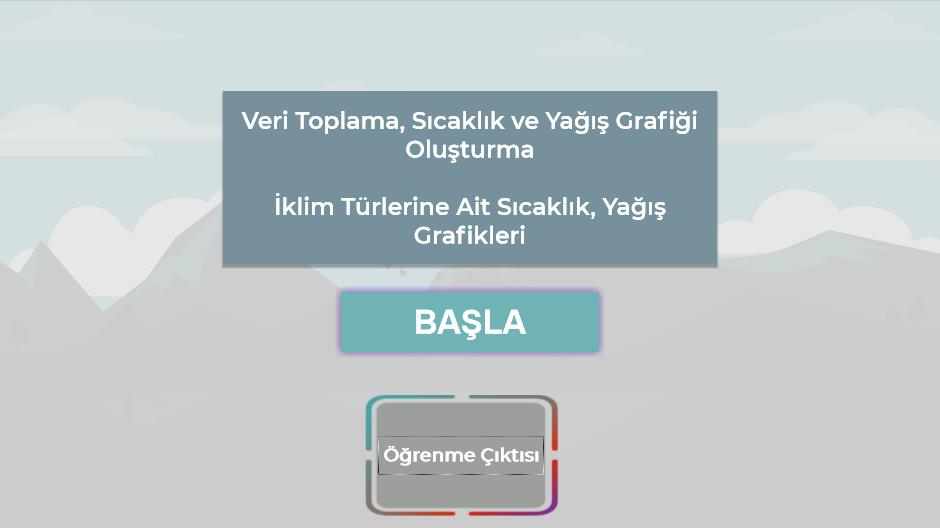 Veri Toplama, Sıcaklık ve Yağış Grafiği
Oluşturma
İklim Türlerine Ait Sıcaklık, Yağış
Grafikleri
BAŞLA
Öğrenme Çıktısı